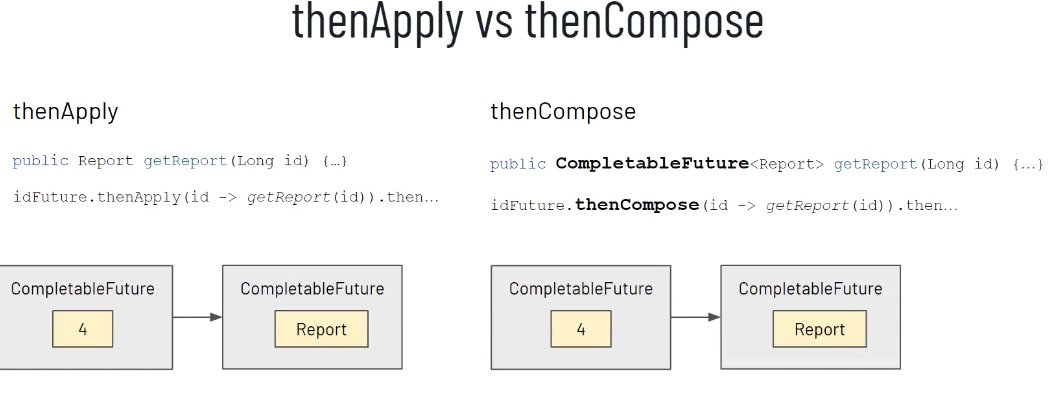 thenApply vs thenCompose
thenApply
public Report getReport(Long id) {…}
idFuture.thenApply(id -> getReport(id)).then…
CompletableFuture
4
CompletableFuture
Report
thenCompose
public CompletableFuture<Report> getReport(Long id) {…}
idFuture.thenCompose(id -> getReport(id)).then…
CompletableFuture
4
CompletableFuture
Report